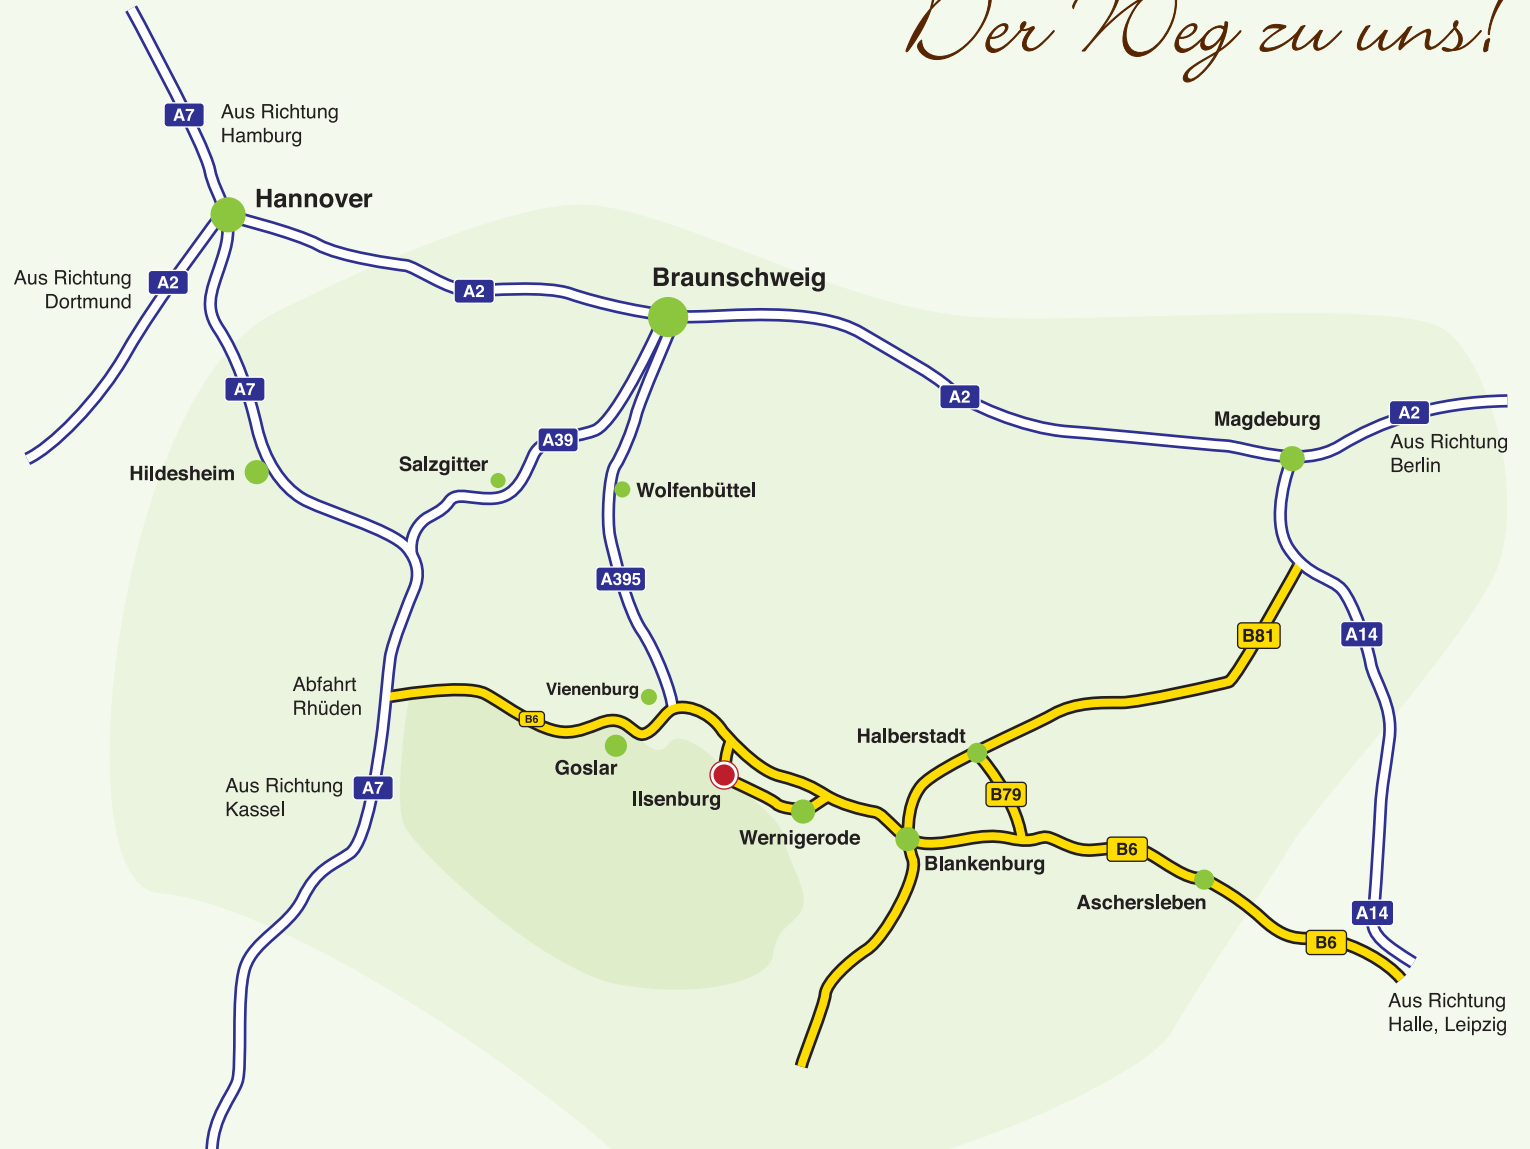 Der Weg zu uns!
A7
Aus Richtung
Hamburg
Hannover
Aus Richtung
Dortmund
A2
A2
Braunschweig
A7
A2
A2
Magdeburg
Aus Richtung
Berlin
A39
Salzgitter
Hildesheim
Wolfenbüttel
A395
B81
A14
Abfahrt
Rhüden
Vienenburg
B6
Goslar
Halberstadt
Aus Richtung
Kassel
A7
Ilsenburg
B79
Wernigerode
Blankenburg
B6
Aschersleben
A14
B6
Aus Richtung
Halle, Leipzig